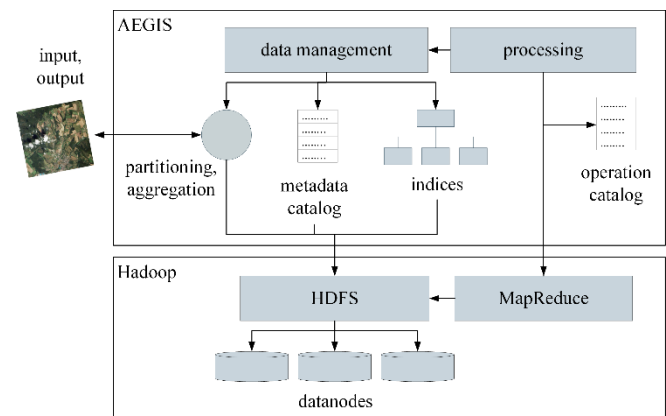 AEGIS
input,
output
data management
processing
partitioning,
aggregation
metadata
catalog
indices
operation
catalog
Hadoop
HDFS
MapReduce
datanodes